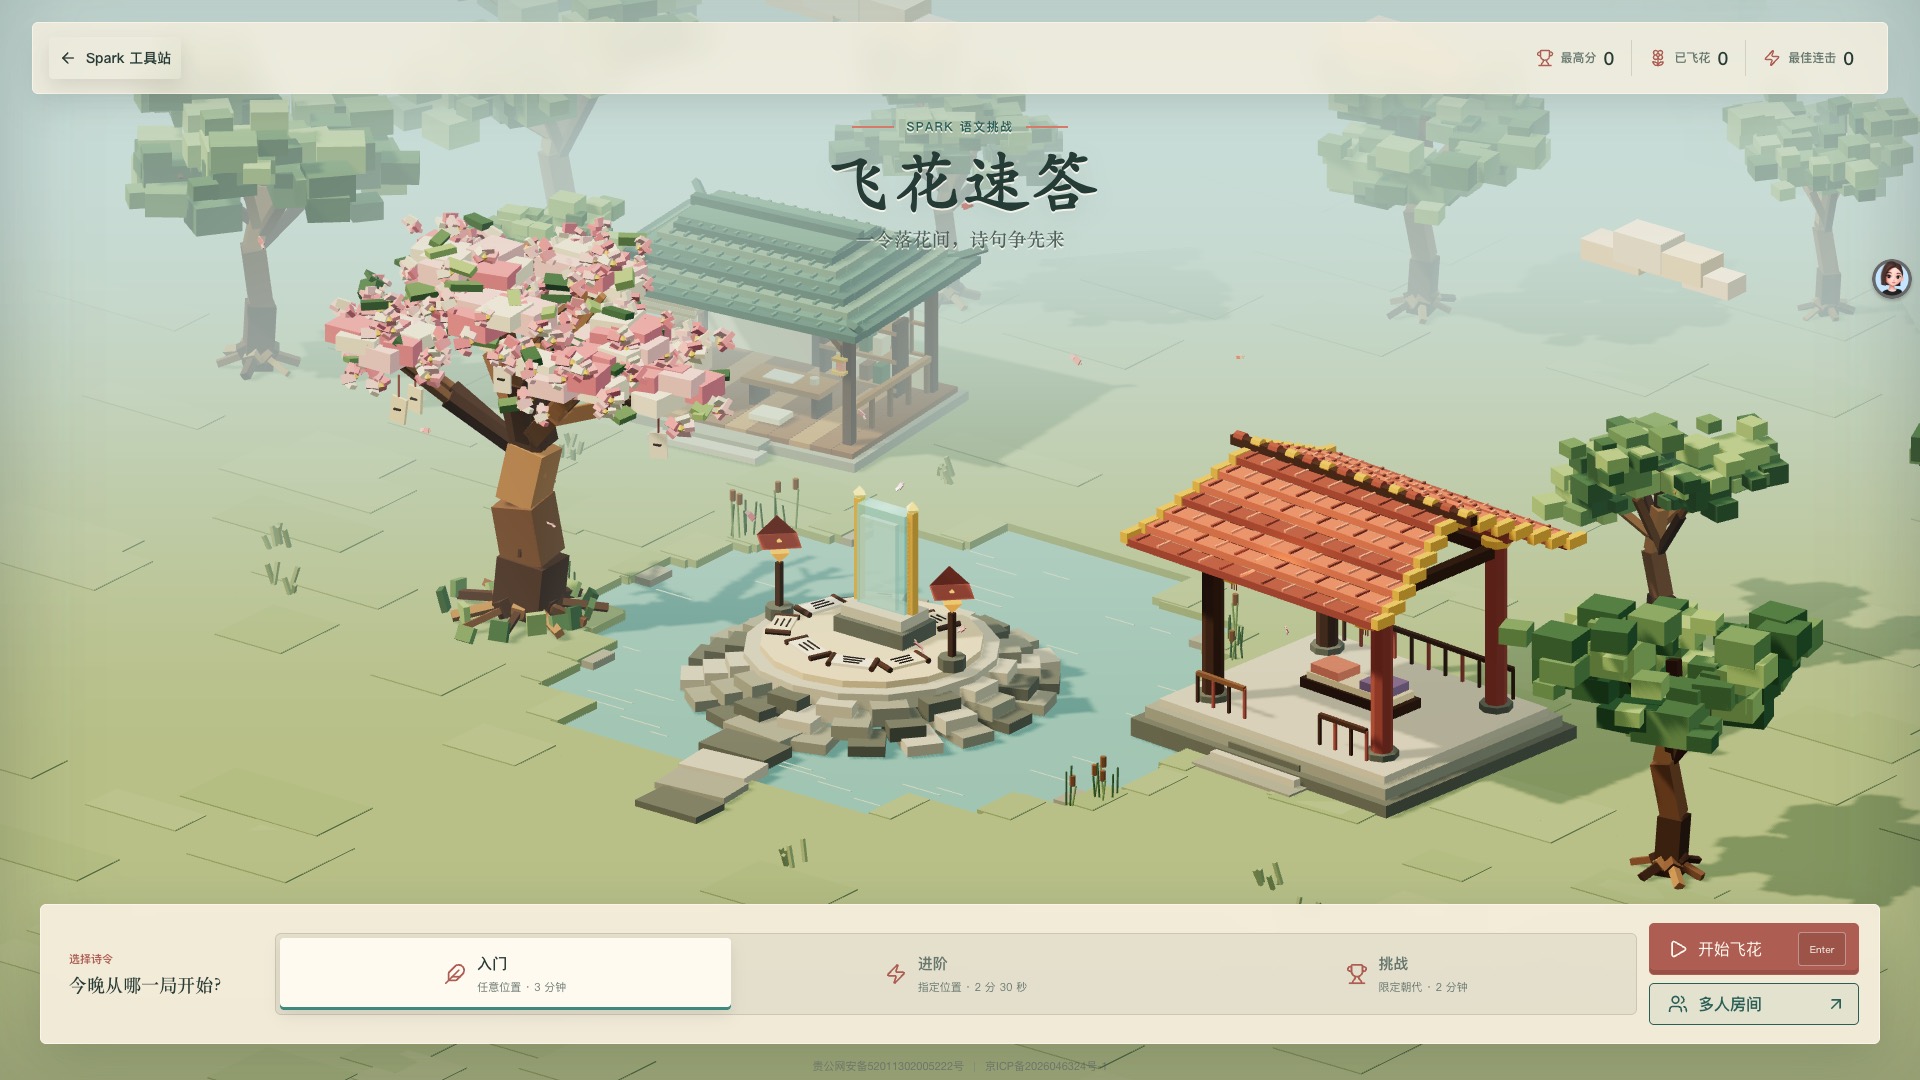 Spark 工具站
最高分 0
已飞花 0
最佳连击 0
SPARK 语文挑战
飞花速答
一令落花间，诗句争先来
选择诗令
今晚从哪一局开始?
入门
任意位置 · 3 分钟
进阶
指定位置 · 2 分 30 秒
挑战
限定朝代 · 2 分钟
开始飞花 Enter
多人房间
贵公网安备52011302005222号 | 京ICP备2026046324号-1